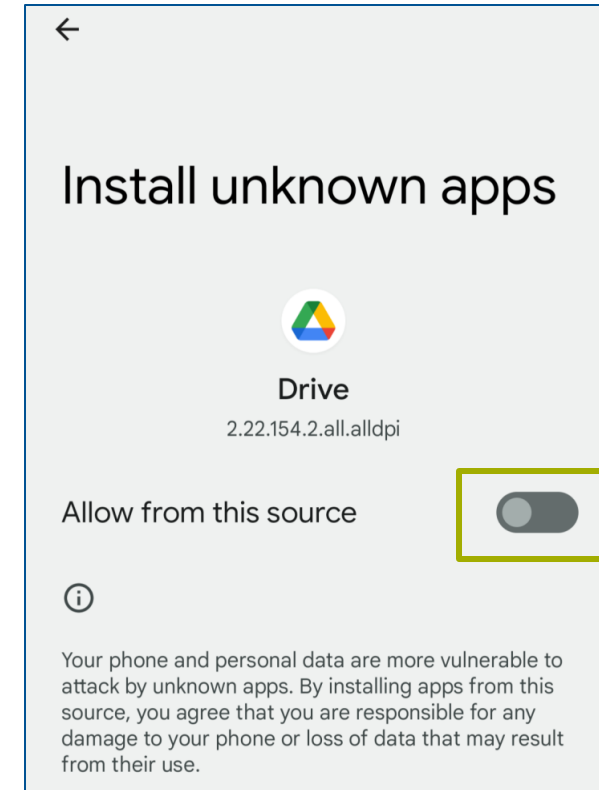 Install unknown apps
Drive
2.22.154.2.all.alldpi
Allow from this source
Your phone and personal data are more vulnerable to
attack by unknown apps. By installing apps from this
source, you agree that you are responsible for any
damage to your phone or loss of data that may result
from their use.